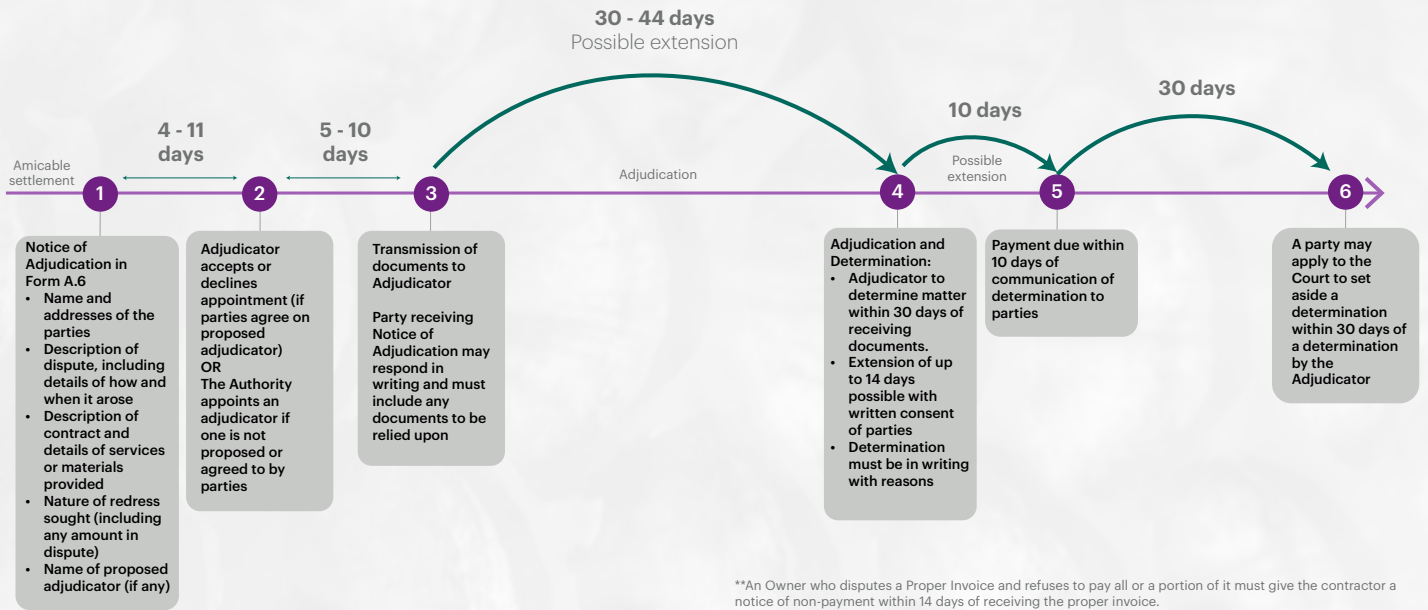 30 - 44 days
Possible extension
10 days
30 days
4 - 11
days
5 - 10
days
Amicable
settlement
Adjudication
Possible
extension
1
2
3
4
5
6
Notice of
Adjudication in
Form A.6
• Name and
addresses of the
parties
• Description of
dispute, including
details of how and
when it arose
• Description of
contract and
details of services
or materials
provided
• Nature of redress
sought (including
any amount in
dispute)
• Name of proposed
adjudicator (if any)
Adjudicator
accepts or
declines
appointment (if
parties agree on
proposed
adjudicator)
OR
The Authority
appoints an
adjudicator if
one is not
proposed or
agreed to by
parties
Transmission of
documents to
Adjudicator
Party receiving
Notice of
Adjudication may
respond in
writing and must
include any
documents to be
relied upon
Adjudication and
Determination:
• Adjudicator to
determine matter
within 30 days of
receiving
documents.
• Extension of up
to 14 days
possible with
written consent
of parties
• Determination
must be in writing
with reasons
Payment due within
10 days of
communication of
determination to
parties
A party may
apply to the
Court to set
aside a
determination
within 30 days of
a determination
by the
Adjudicator
**An Owner who disputes a Proper Invoice and refuses to pay all or a portion of it must give the contractor a
notice of non-payment within 14 days of receiving the proper invoice.